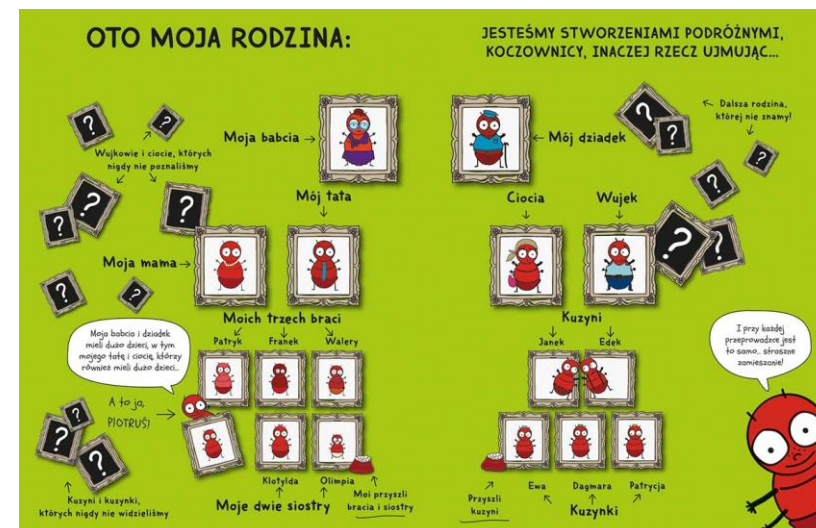 OTO MOJA RODZINA:
JESTEŚMY STWORZENIAMI PODRÓŻNYMI,
KOCZOWNICY, INACZEJ RZECZ UJMUJĄC...
?
?
Wujkowie i ciocie, których
nigdy nie poznaliśmy
?
?
?
?
?
Moja babcia →
← Mój dziadek
?
?
← Dalsza rodzina,
której nie znamy!
?
?
?
?
Mój tata
Ciocia
Wujek
Moja mama →
Moich trzech braci
Patryk
Franek
Walery
Kuzyni
Janek
Edek
Moja babcia i dziadek
mieli dużo dzieci, w tym
mojego tatę i ciocię, którzy
również mieli dużo dzieci...
I przy każdej
przeprowadzce jest
to samo... straszne
zamieszanie!
A to ja,
PIOTRUŚ!
?
?
?
Kuzyni i kuzynki,
których nigdy nie widzieliśmy
Klotylda
Olimpia
Moje dwie siostry
Moi przyszli
bracia i siostry
Przyszli
kuzyni
Ewa
Dagmara
Patrycja
Kuzynki